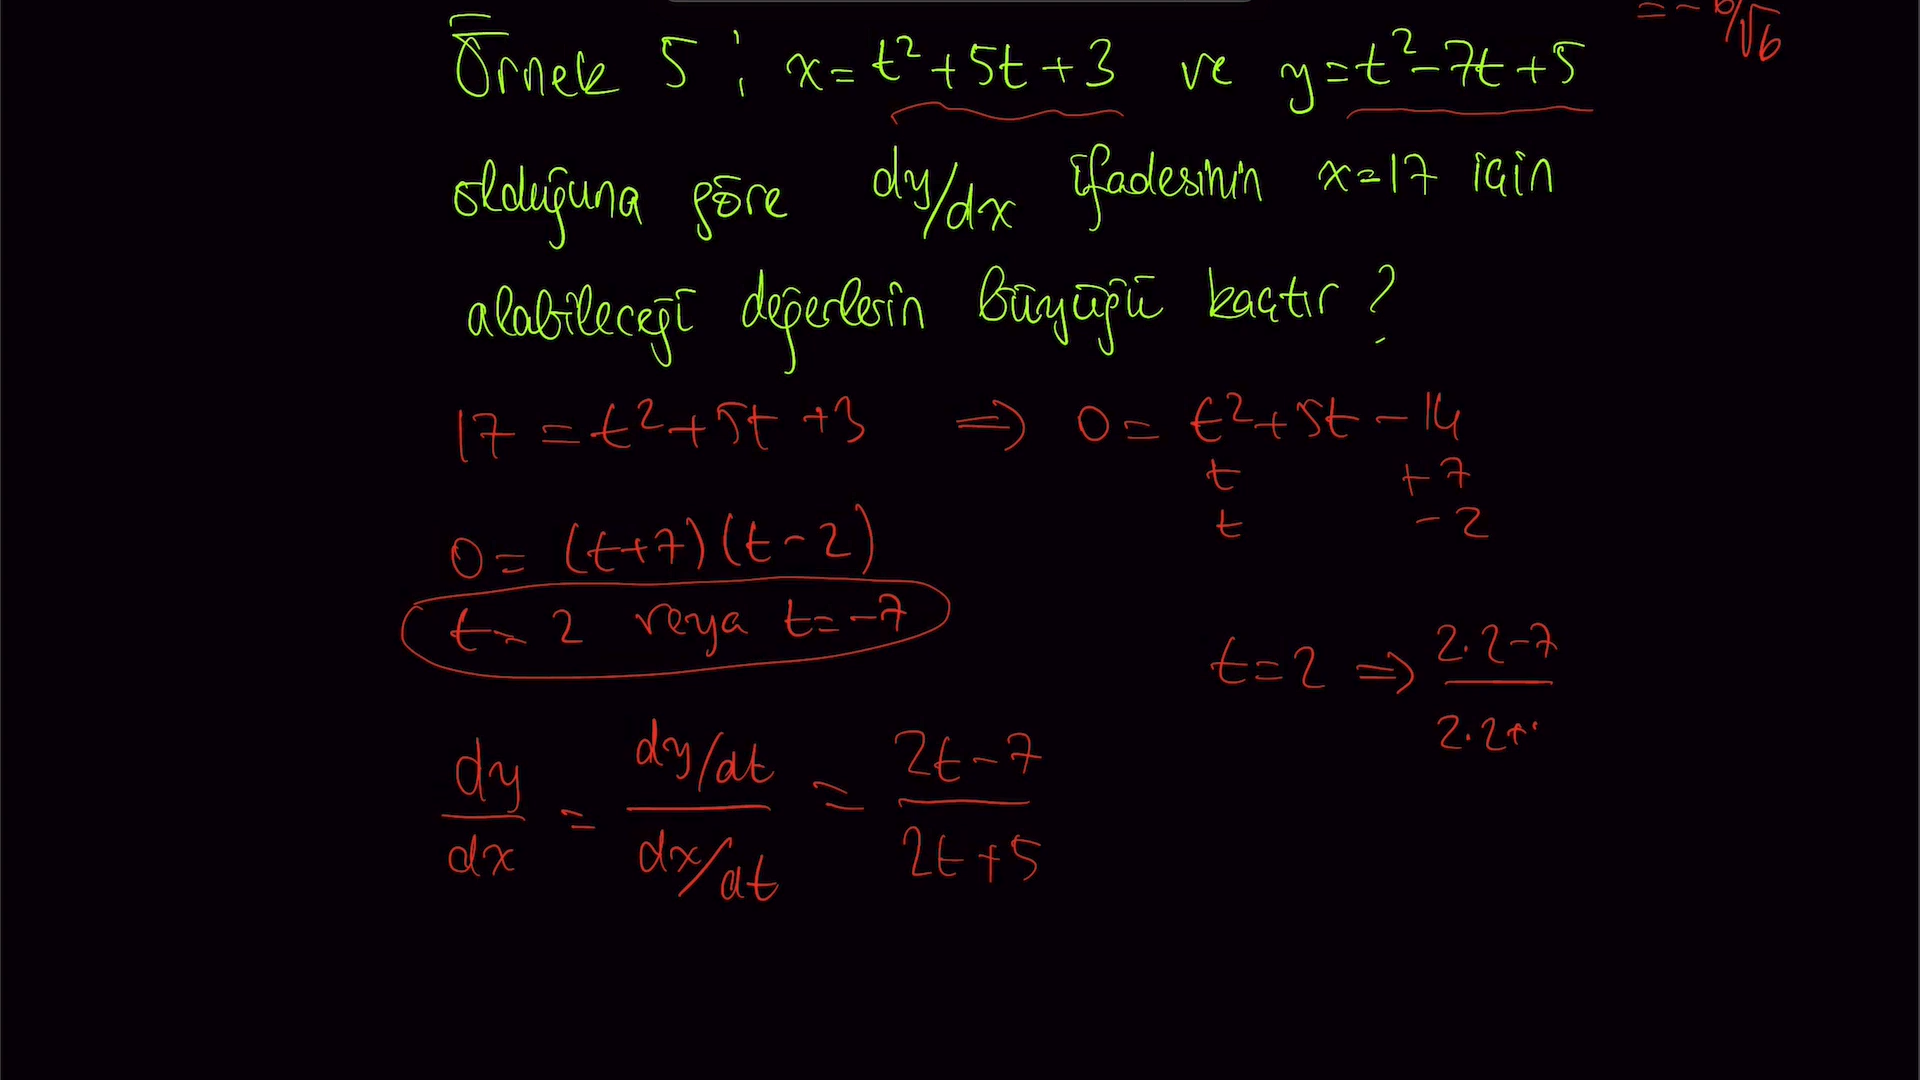 = - b/√b
Örnek 5 ; x = t² + 5t + 3 ve y = t² - 7t + 5
olduğuna göre dy/dx ifadesinin x = 17 için
alabileceği değerlerin büyüğü kaçtır ?
17 = t² + 5t + 3 ⇒ 0 = t² + 5t - 14
t + 7
t - 2
0 = (t+7)(t-2)
t = 2 veya t = -7
t = 2 ⇒ 2.2-7 / 2.2+
dy/dx = dy/dt / dx/dt = 2t - 7 / 2t + 5